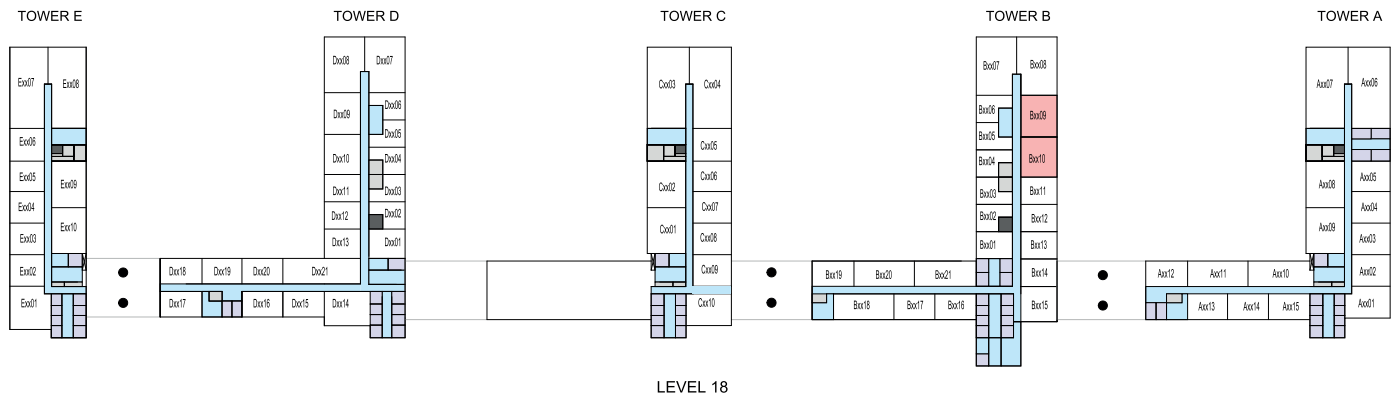 TOWER E
TOWER D
TOWER C
TOWER B
TOWER A
Exx07
Exx08
Exx06
Exx05
Exx09
Exx04
Exx10
Exx03
Exx02
Exx01
Dxx08
Dxx07
Dxx09
Dxx06
Dxx05
Dxx10
Dxx04
Dxx11
Dxx03
Dxx12
Dxx02
Dxx13
Dxx01
Dxx18
Dxx19
Dxx20
Dxx21
Dxx17
Dxx16
Dxx15
Dxx14
Cxx03
Cxx04
Cxx05
Cxx02
Cxx06
Cxx07
Cxx01
Cxx08
Cxx09
Cxx10
Bxx07
Bxx08
Bxx06
Bxx09
Bxx05
Bxx04
Bxx10
Bxx03
Bxx11
Bxx02
Bxx12
Bxx01
Bxx13
Bxx19
Bxx20
Bxx21
Bxx14
Bxx18
Bxx17
Bxx16
Bxx15
Axx07
Axx06
Axx08
Axx05
Axx04
Axx09
Axx03
Axx12
Axx11
Axx10
Axx02
Axx13
Axx14
Axx15
Axx01
LEVEL 18